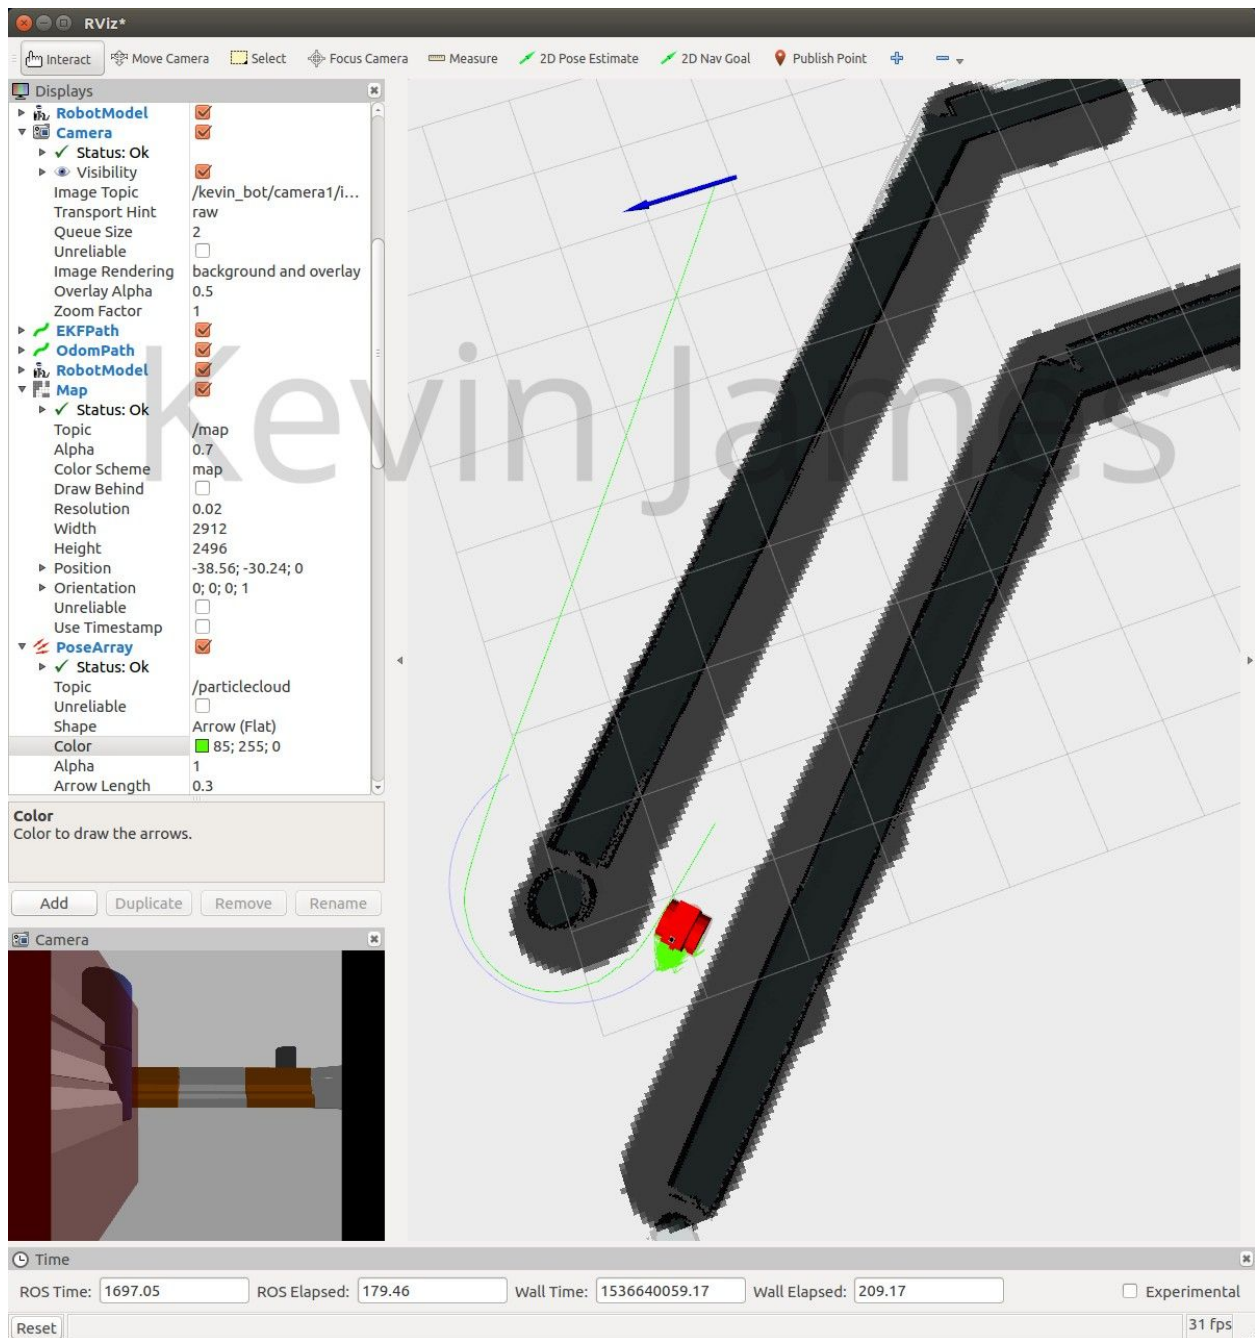 RViz*
Interact Move Camera Select Focus Camera Measure 2D Pose Estimate 2D Nav Goal Publish Point
Displays
RobotModel
Camera
Status: Ok
Visibility
Image Topic /kevin_bot/camera1/i...
Transport Hint raw
Queue Size 2
Unreliable
Image Rendering background and overlay
Overlay Alpha 0.5
Zoom Factor 1
EKFPath
OdomPath
RobotModel
Map
Status: Ok
Topic /map
Alpha 0.7
Color Scheme map
Draw Behind
Resolution 0.02
Width 2912
Height 2496
Position -38.56; -30.24; 0
Orientation 0; 0; 0; 1
Unreliable
Use Timestamp
PoseArray
Status: Ok
Topic /particlecloud
Unreliable
Shape Arrow (Flat)
Color 85; 255; 0
Alpha 1
Arrow Length 0.3
Kevin James
Color
Color to draw the arrows.
Add Duplicate Remove Rename
Camera
Time
ROS Time: 1697.05 ROS Elapsed: 179.46 Wall Time: 1536640059.17 Wall Elapsed: 209.17 Experimental
Reset 31 fps